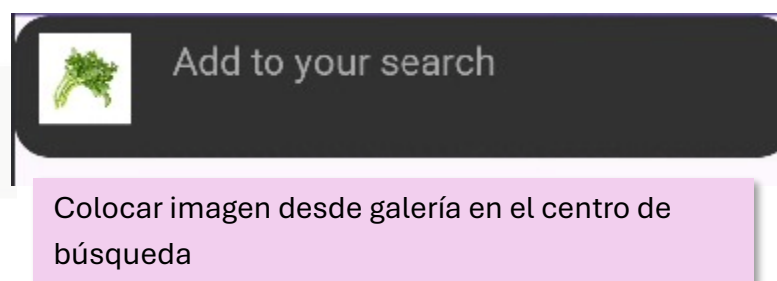 Add to your search
Colocar imagen desde galería en el centro de
búsqueda